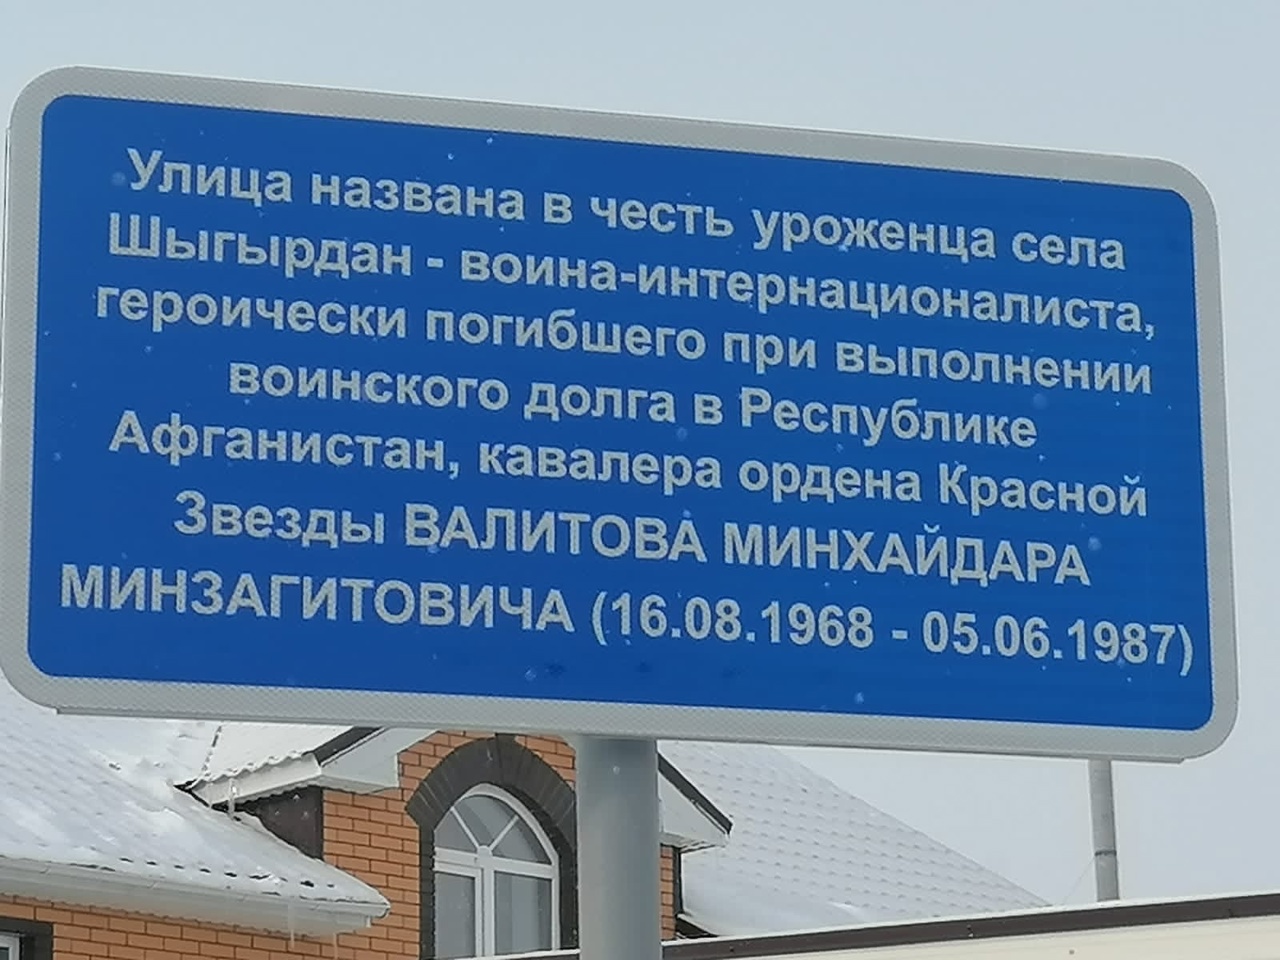 Улица названа в честь уроженца села
Шыгырдан - воина-интернационалиста,
героически погибшего при выполнении
воинского долга в Республике
Афганистан, кавалера ордена Красной
Звезды ВАЛИТОВА МИНХАЙДАРА
МИНЗАГИТОВИЧА (16.08.1968 - 05.06.1987)